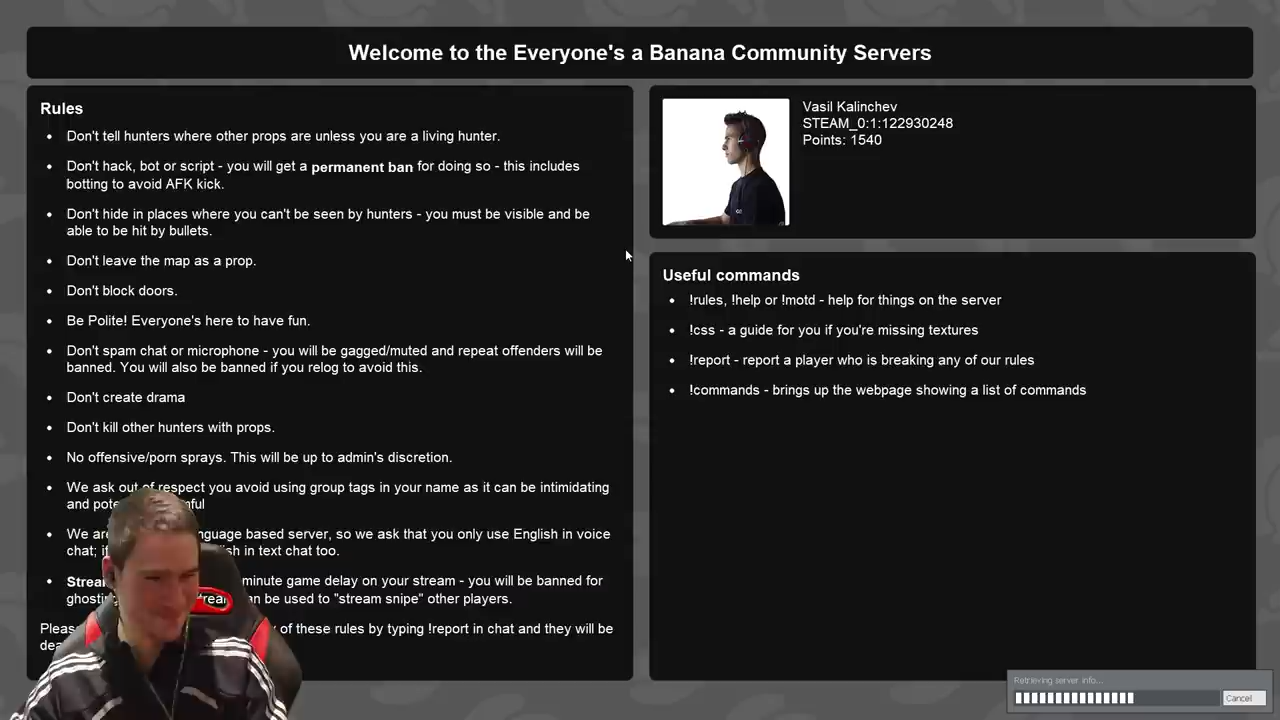 Welcome to the Everyone's a Banana Community Servers
Rules
Don't tell hunters where other props are unless you are a living hunter.
Don't hack, bot or script - you will get a permanent ban for doing so - this includes
botting to avoid AFK kick.
Don't hide in places where you can't be seen by hunters - you must be visible and be
able to be hit by bullets.
Don't leave the map as a prop.
Don't block doors.
Be Polite! Everyone's here to have fun.
Don't spam chat or microphone - you will be gagged/muted and repeat offenders will be
banned. You will also be banned if you relog to avoid this.
Don't create drama
Don't kill other hunters with props.
No offensive/porn sprays. This will be up to admin's discretion.
We ask out of respect you avoid using group tags in your name as it can be intimidating
and
We are language based server, so we ask that you only use English in voice
chat; in text chat too.
minute game delay on your stream - you will be banned for
be used to "stream snipe" other players.
of these rules by typing !report in chat and they will be
Vasil Kalinchev
STEAM_0:1:122930248
Points: 1540
Useful commands
!rules, !help or !motd - help for things on the server
!css - a guide for you if you're missing textures
!report - report a player who is breaking any of our rules
!commands - brings up the webpage showing a list of commands
Retrieving server info...
Cancel